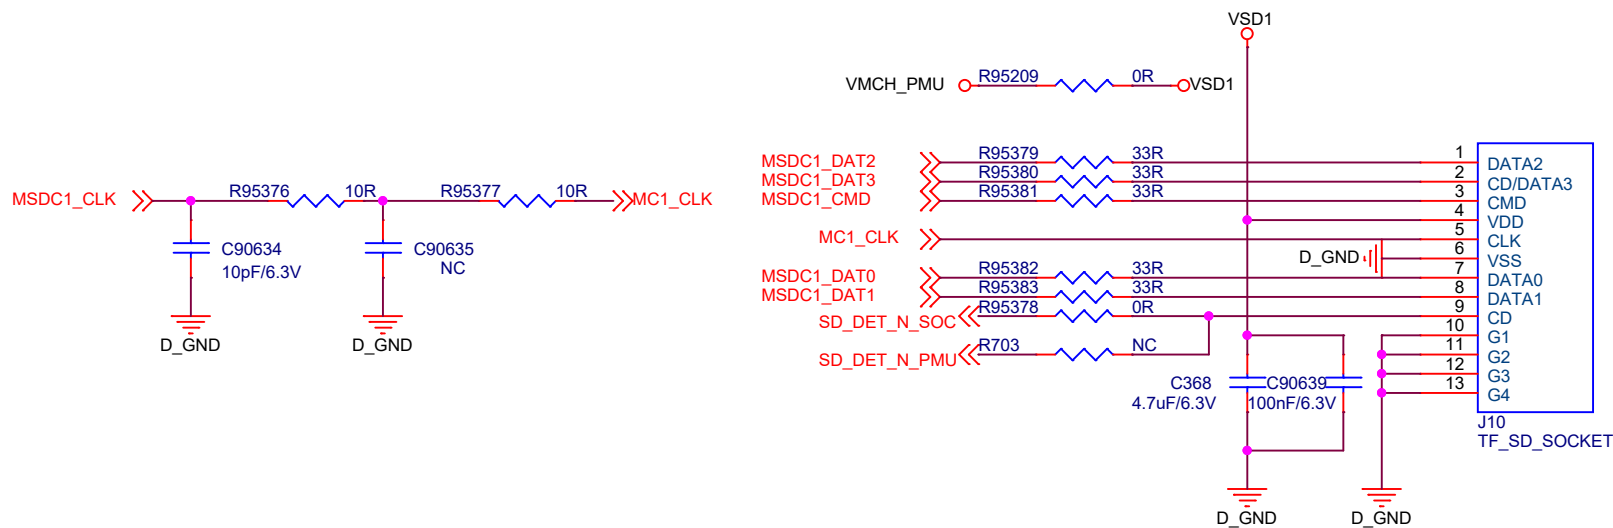 VSD1
VMCH_PMU R95209 0R VSD1
MSDC1_DAT2 R95379 33R 1 DATA2
MSDC1_DAT3 R95380 33R 2 CD/DATA3
MSDC1_CMD R95381 33R 3 CMD
4 VDD
MC1_CLK 5 CLK
D_GND 6 VSS
MSDC1_DAT0 R95382 33R 7 DATA0
MSDC1_DAT1 R95383 33R 8 DATA1
SD_DET_N_SOC R95378 0R 9 CD
10 G1
SD_DET_N_PMU R703 NC 11 G2
12 G3
13 G4
C368 C90639
4.7uF/6.3V 100nF/6.3V
J10
TF_SD_SOCKET
D_GND D_GND
MSDC1_CLK R95376 10R R95377 10R MC1_CLK
C90634 C90635
10pF/6.3V NC
D_GND D_GND